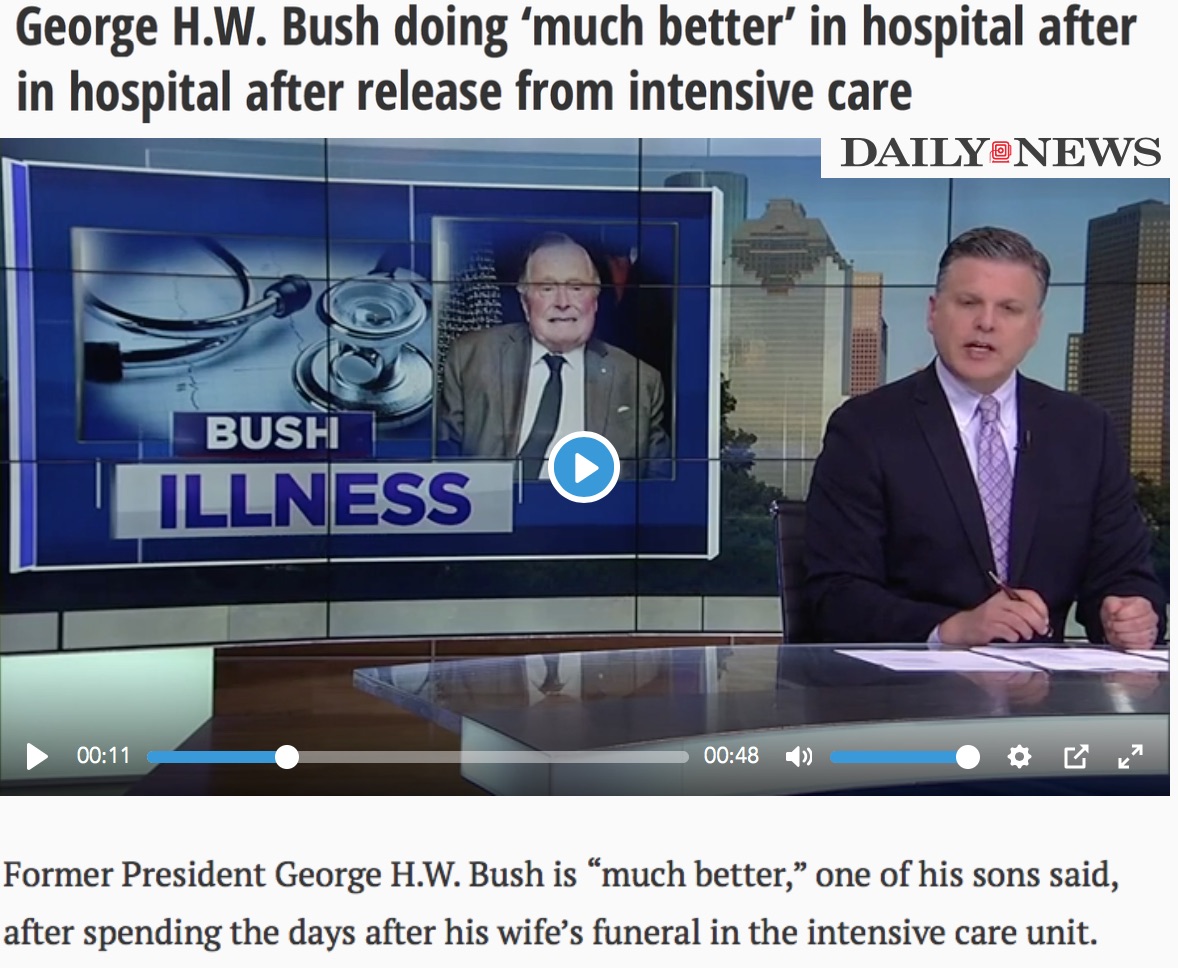 George H.W. Bush doing ‘much better’ in hospital after
in hospital after release from intensive care
DAILY NEWS
BUSH
ILLNESS
00:11
00:48
Former President George H.W. Bush is “much better,” one of his sons said,
after spending the days after his wife’s funeral in the intensive care unit.